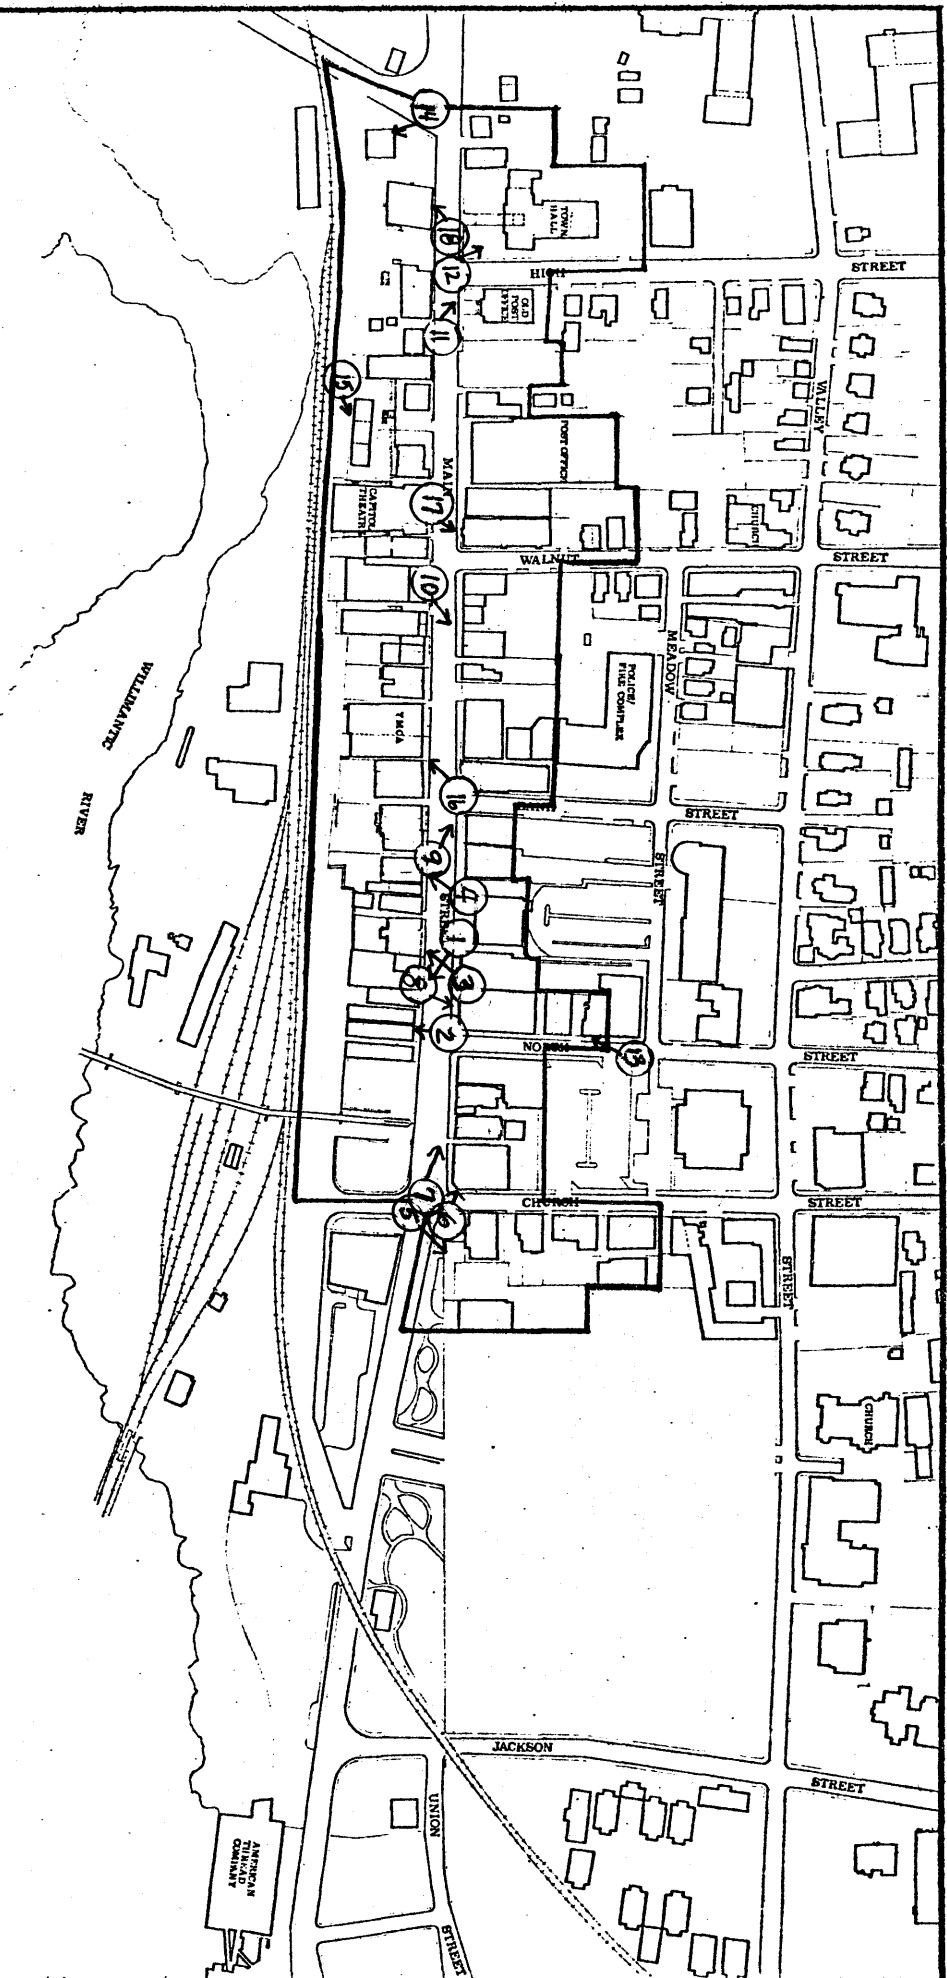 14
TOWN
HALL
18
12
HIGH
STREET
OLD
POST
OFFICE
11
15
VALLEY
MAIN
POST OFFICE
17
CAPITOL
THEATRE
CHURCH
WALNUT
STREET
10
MEADOW
POLICE/
FIRE COMPLEX
WILLIMANTIC
RIVER
YMCA
16
STREET
9
STREET
4
STREET
1
8
3
2
NORTH
13
STREET
7
5
6
CHURCH
STREET
STREET
CHURCH
JACKSON
STREET
UNION
STREET
AMERICAN
THREAD
COMPANY